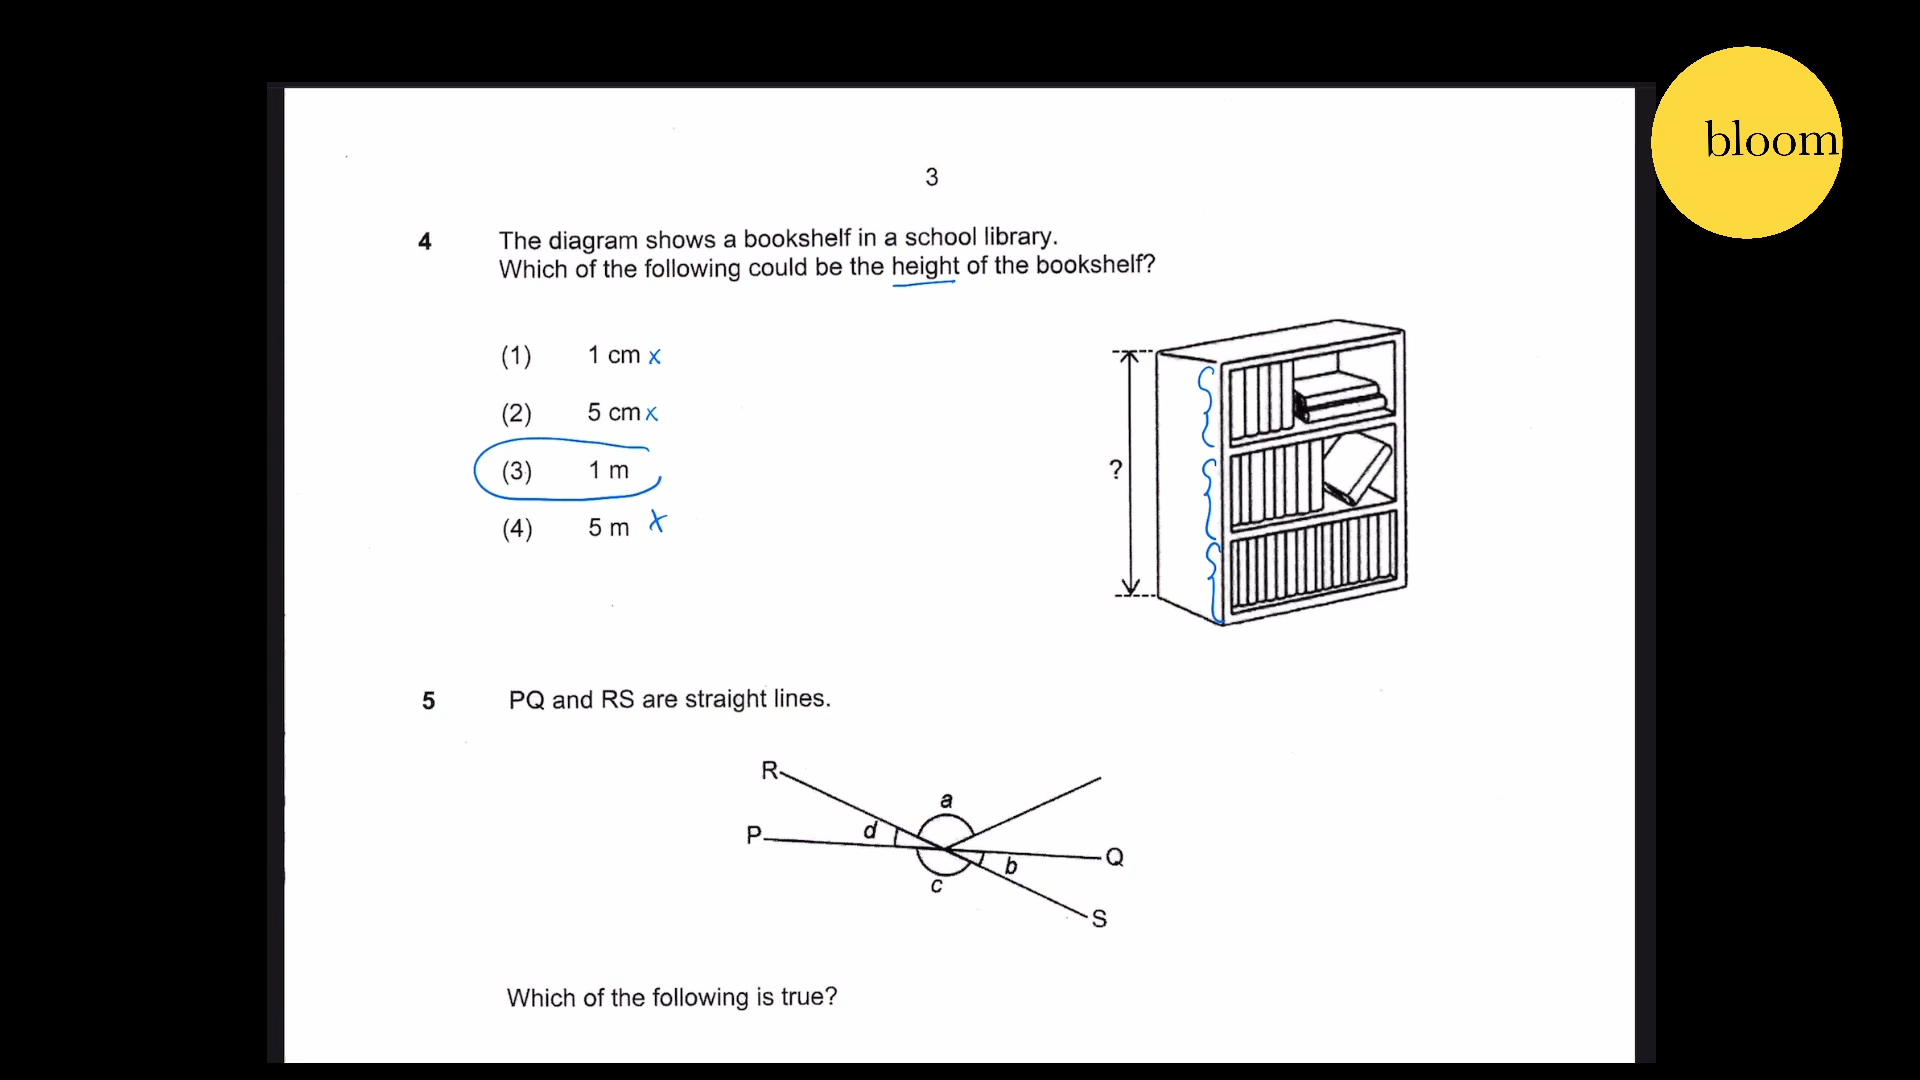 bloom
3
4 The diagram shows a bookshelf in a school library.
Which of the following could be the height of the bookshelf?
(1) 1 cm x
(2) 5 cm x
(3) 1 m
(4) 5 m x
?
5 PQ and RS are straight lines.
R
a
P
d
Q
b
c
S
Which of the following is true?